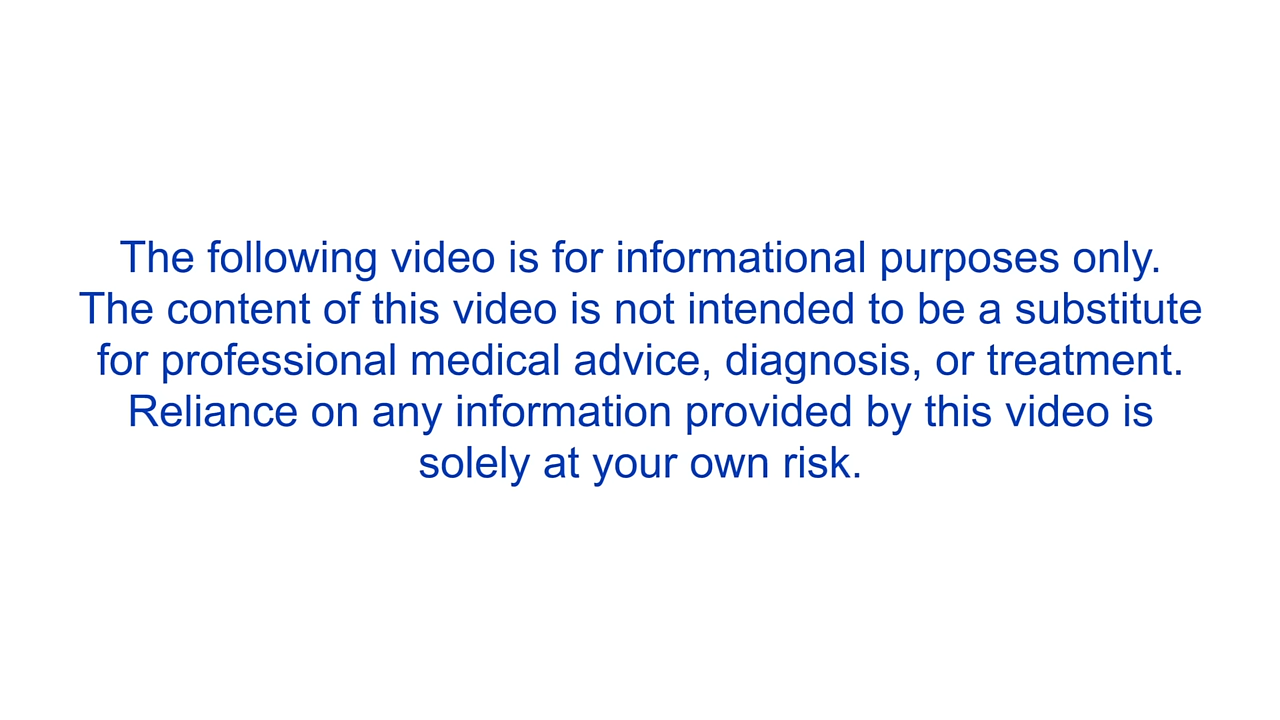 The following video is for informational purposes only.
The content of this video is not intended to be a substitute
for professional medical advice, diagnosis, or treatment.
Reliance on any information provided by this video is
solely at your own risk.